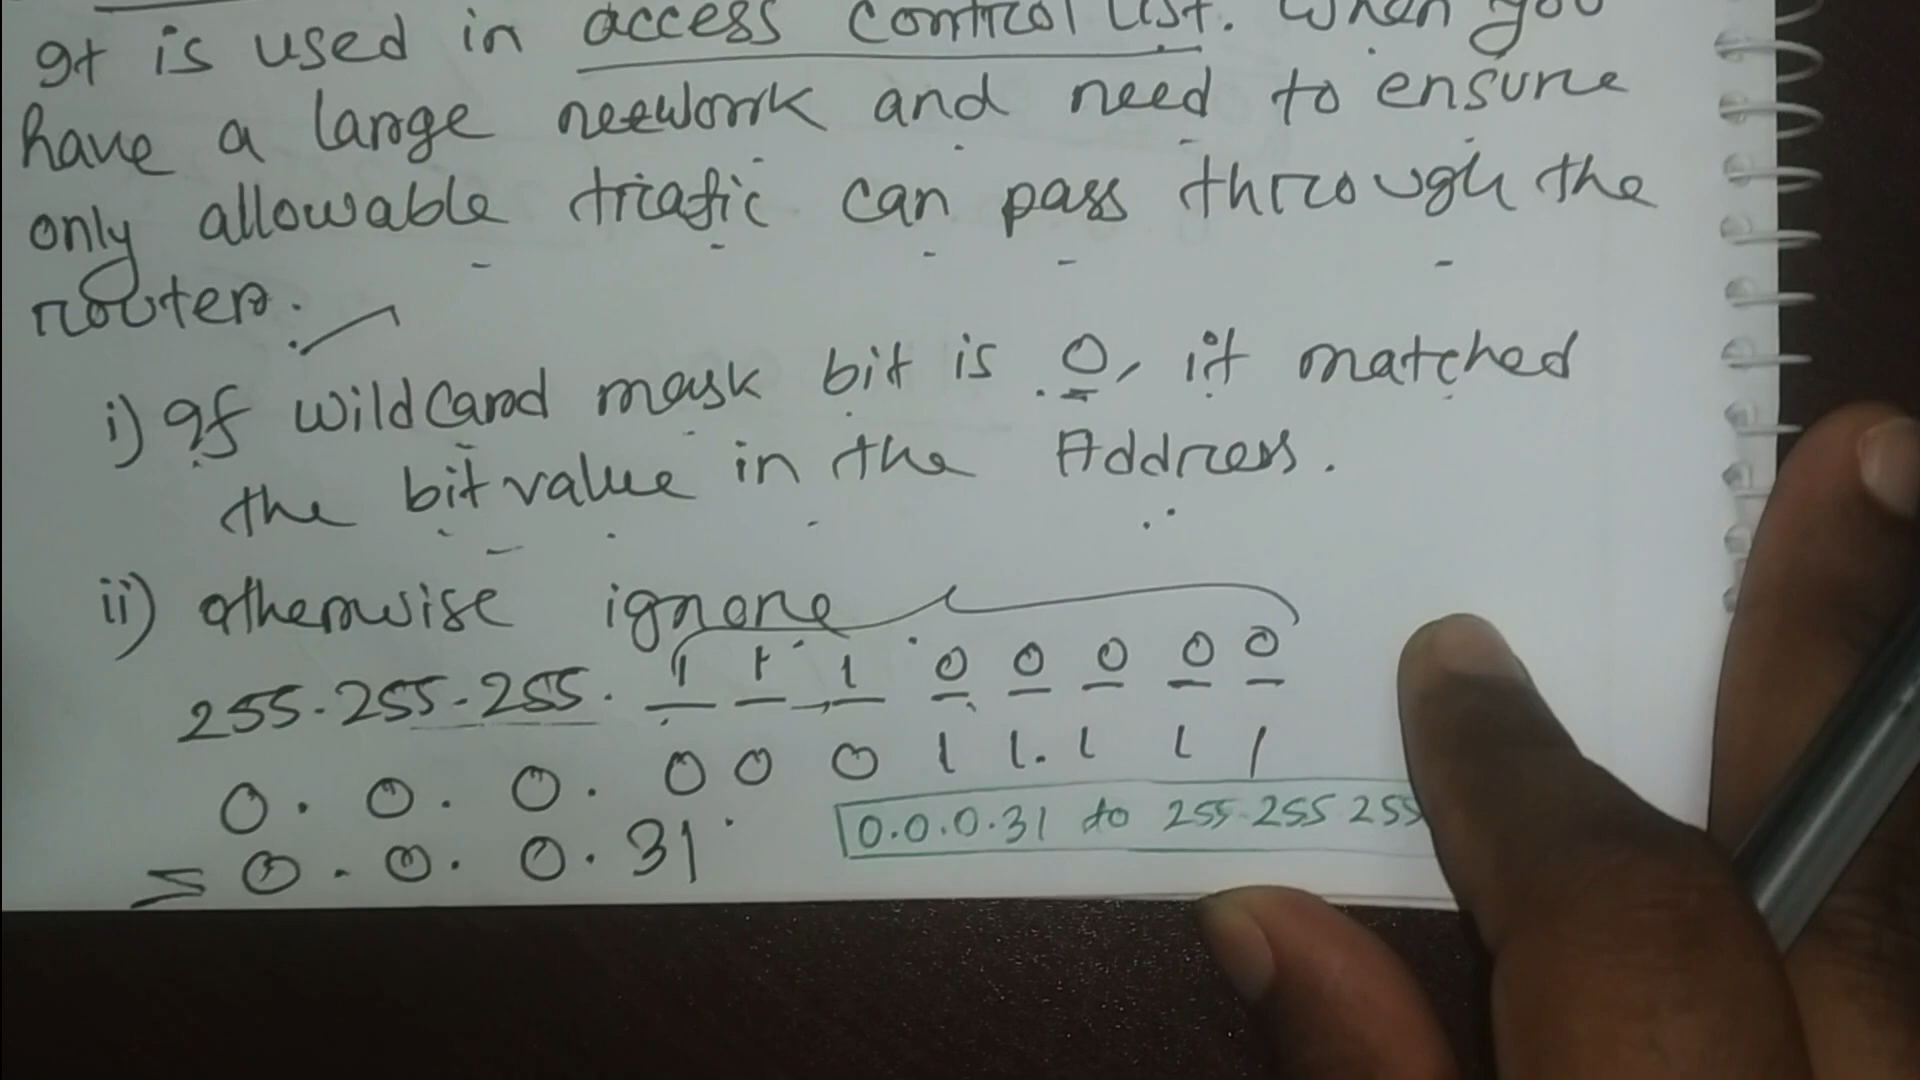 It is used in access control list. When you
have a large network and need to ensure
only allowable trafic can pass through the
router.
i) If wildcard mask bit is 0, it matched
the bit value in the Address.
ii) otherwise ignore
255.255.255. 1 1 1 0 0 0 0 0
0. 0. 0. 0 0 0 1 1. 1 1 1
= 0. 0. 0. 31
0.0.0.31 to 255.255 255